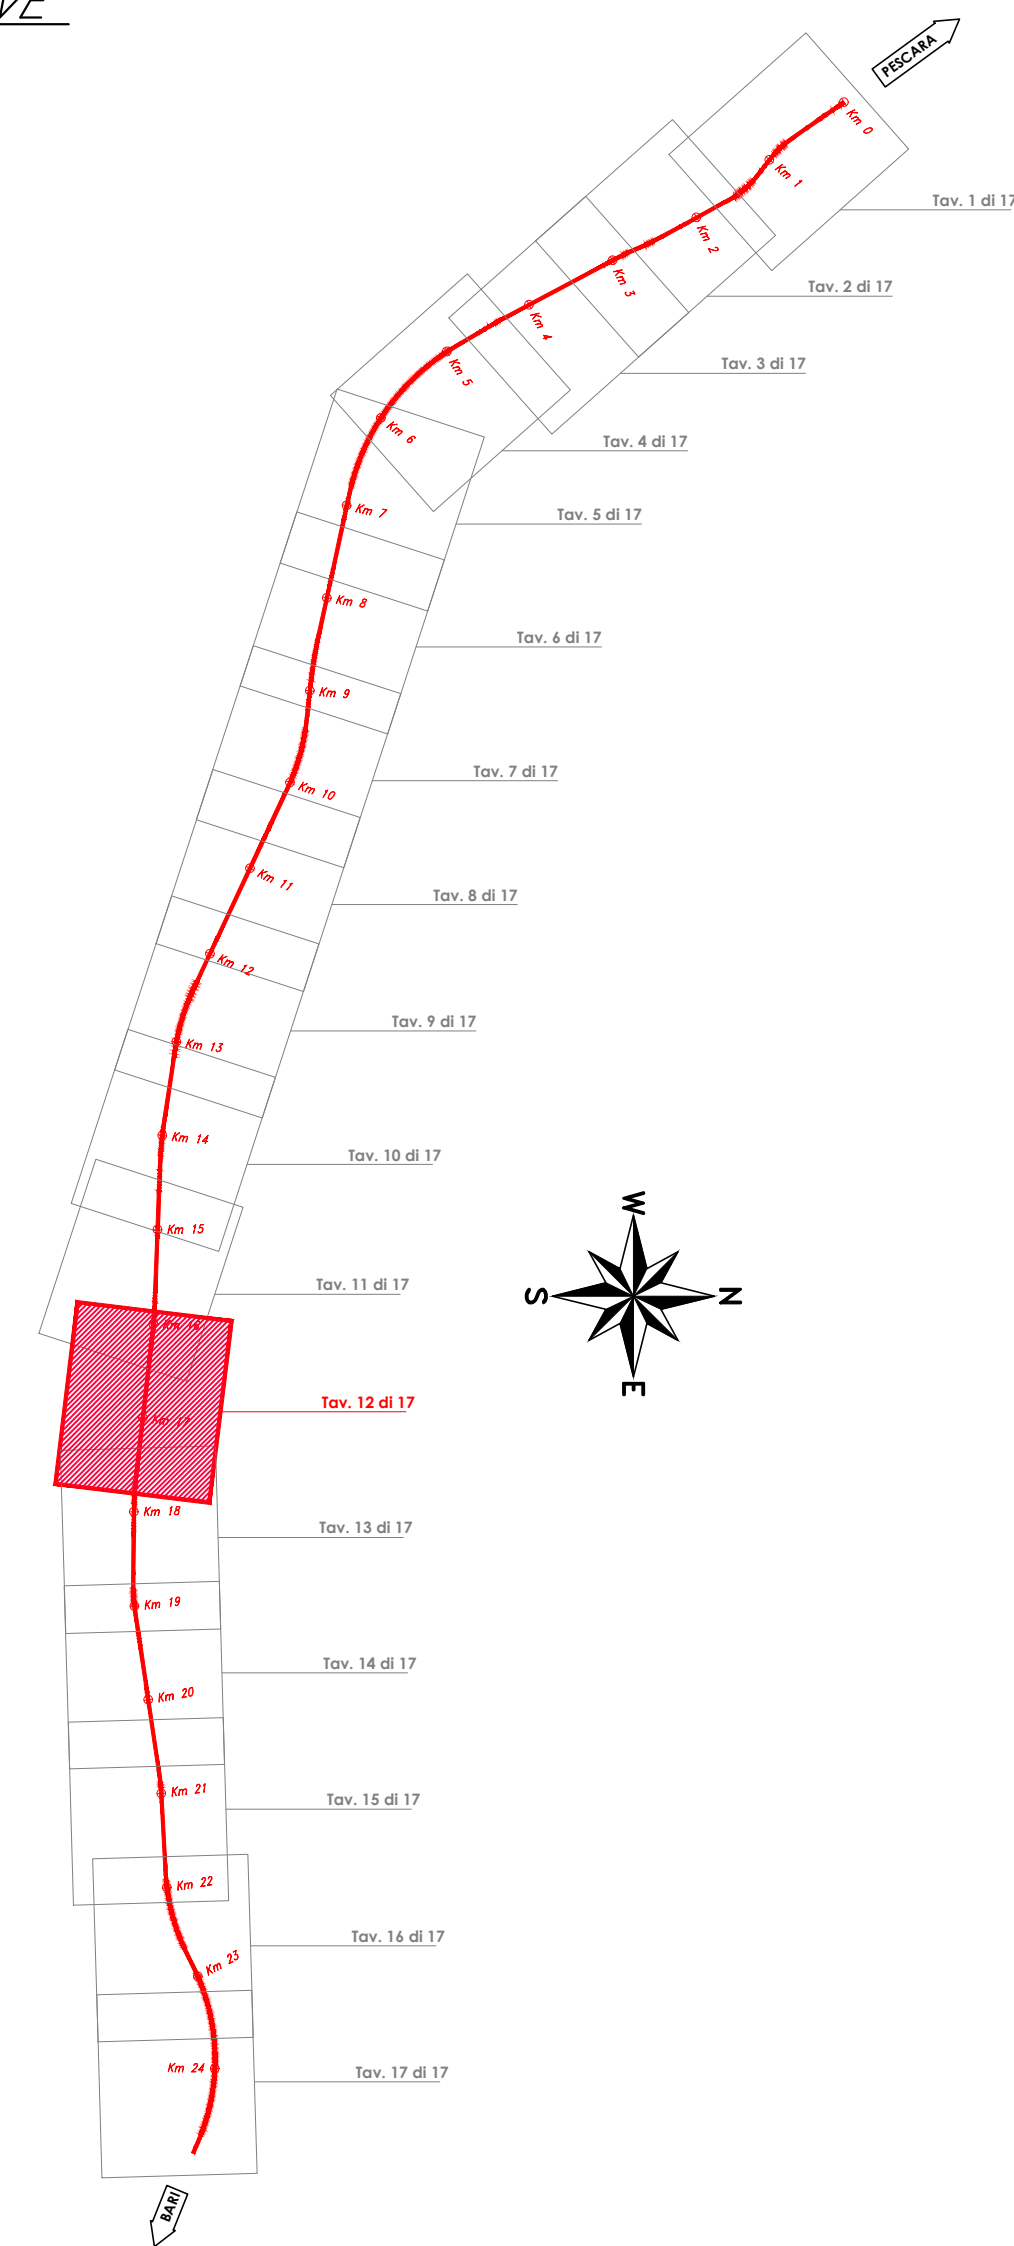 PESCARA
Km 0
Km 1
Tav. 1 di 17
Km 2
Km 3
Tav. 2 di 17
Km 4
Km 5
Tav. 3 di 17
Km 6
Tav. 4 di 17
Km 7
Tav. 5 di 17
Km 8
Tav. 6 di 17
Km 9
Tav. 7 di 17
Km 10
Km 11
Tav. 8 di 17
Km 12
Tav. 9 di 17
Km 13
Km 14
Tav. 10 di 17
Km 15
W
Tav. 11 di 17
S
N
Km 16
E
Tav. 12 di 17
Km 17
Km 18
Tav. 13 di 17
Km 19
Tav. 14 di 17
Km 20
Km 21
Tav. 15 di 17
Km 22
Tav. 16 di 17
Km 23
Km 24
Tav. 17 di 17
BARI